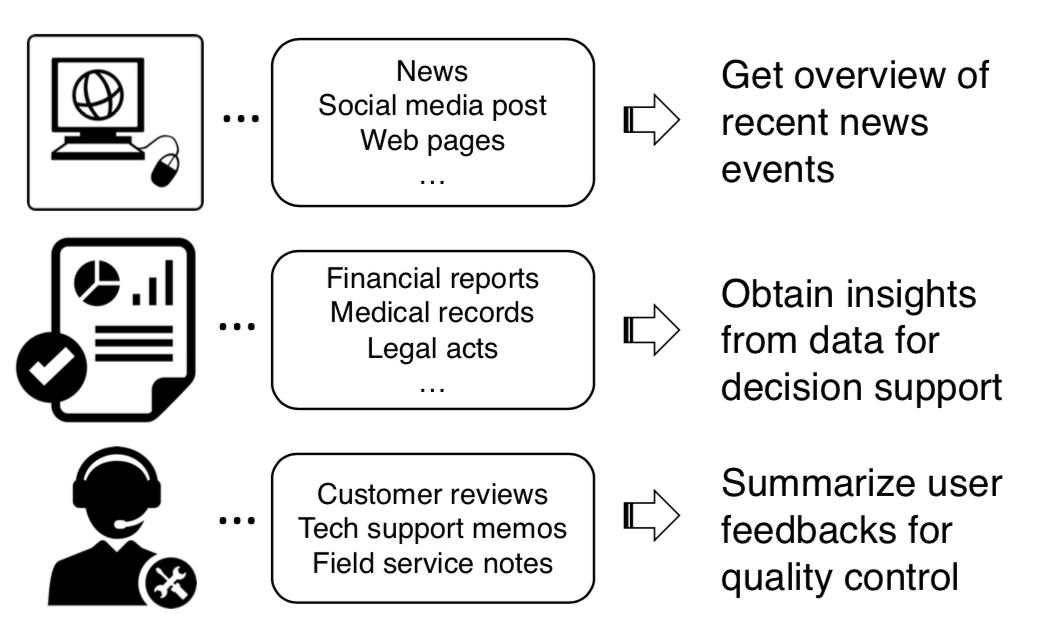 ...
News
Social media post
Web pages
...
Get overview of
recent news
events
...
Financial reports
Medical records
Legal acts
...
Obtain insights
from data for
decision support
...
Customer reviews
Tech support memos
Field service notes
Summarize user
feedbacks for
quality control